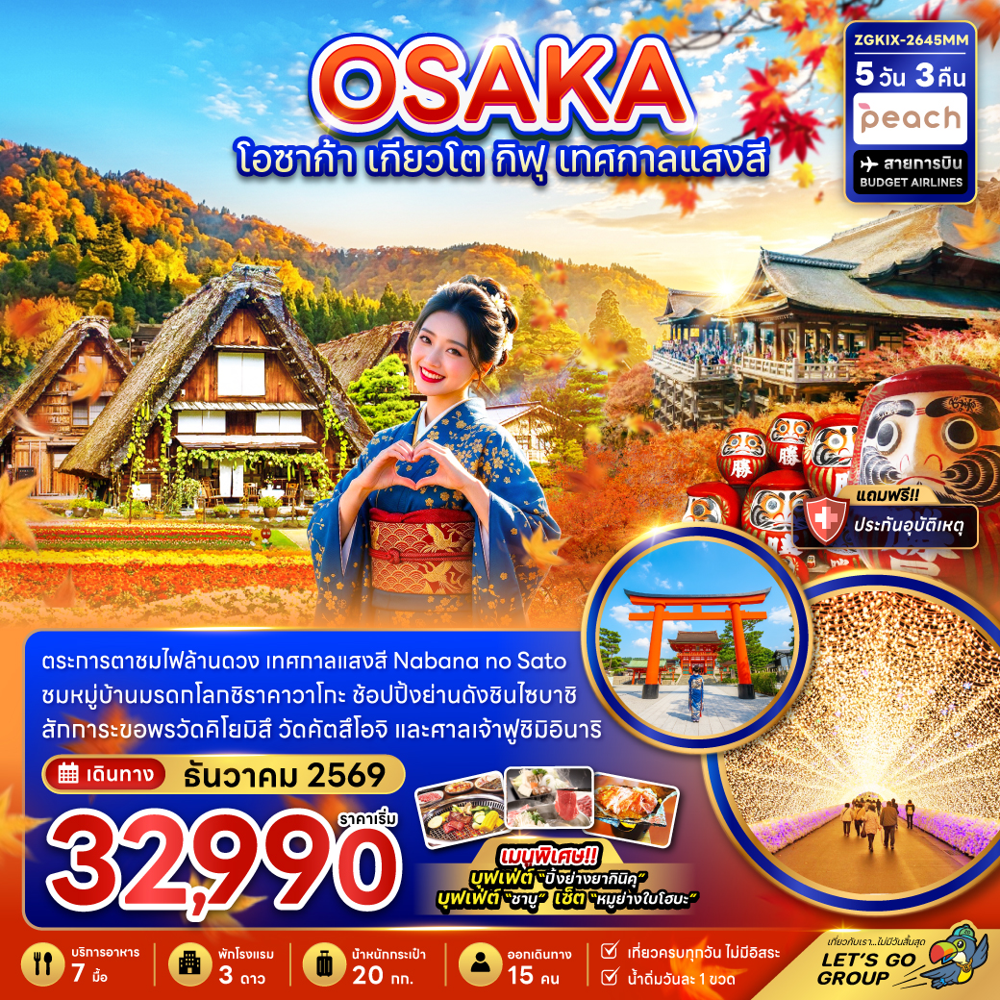 OSAKA
โอซาก้า เกียวโต กิฟุ เทศกาลแสงสี
ZGKIX-2645MM
5 วัน 3 คืน
peach
สายการบิน
BUDGET AIRLINES
แถมฟรี!!
ประกันอุบัติเหตุ
勝
勝
勝
ตระการตาชมไฟล้านดวง เทศกาลแสงสี Nabana no Sato
ชมหมู่บ้านมรดกโลกชิราคาวาโกะ ช้อปปิ้งย่านดังชินไซบาชิ
สักการะขอพรวัดคิโยมิสึ วัดคัตสึโอจิ และศาลเจ้าฟูชิมิอินาริ
เดินทาง ธันวาคม 2569
ราคาเริ่ม
32,990
เมนูพิเศษ!!
บุฟเฟ่ต์ "ปิ้งย่างยากินิคุ"
บุฟเฟ่ต์ "ชาบู" เซ็ต "หมูย่างใบโฮบะ"
บริการอาหาร
7 มื้อ
พักโรงแรม
3 ดาว
น้ำหนักกระเป๋า
20 กก.
ออกเดินทาง
15 คน
เที่ยวครบทุกวัน ไม่มีอิสระ
น้ำดื่มวันละ 1 ขวด
เที่ยวกับเรา...ไม่มีวันสิ้นสุด
LET'S GO
GROUP